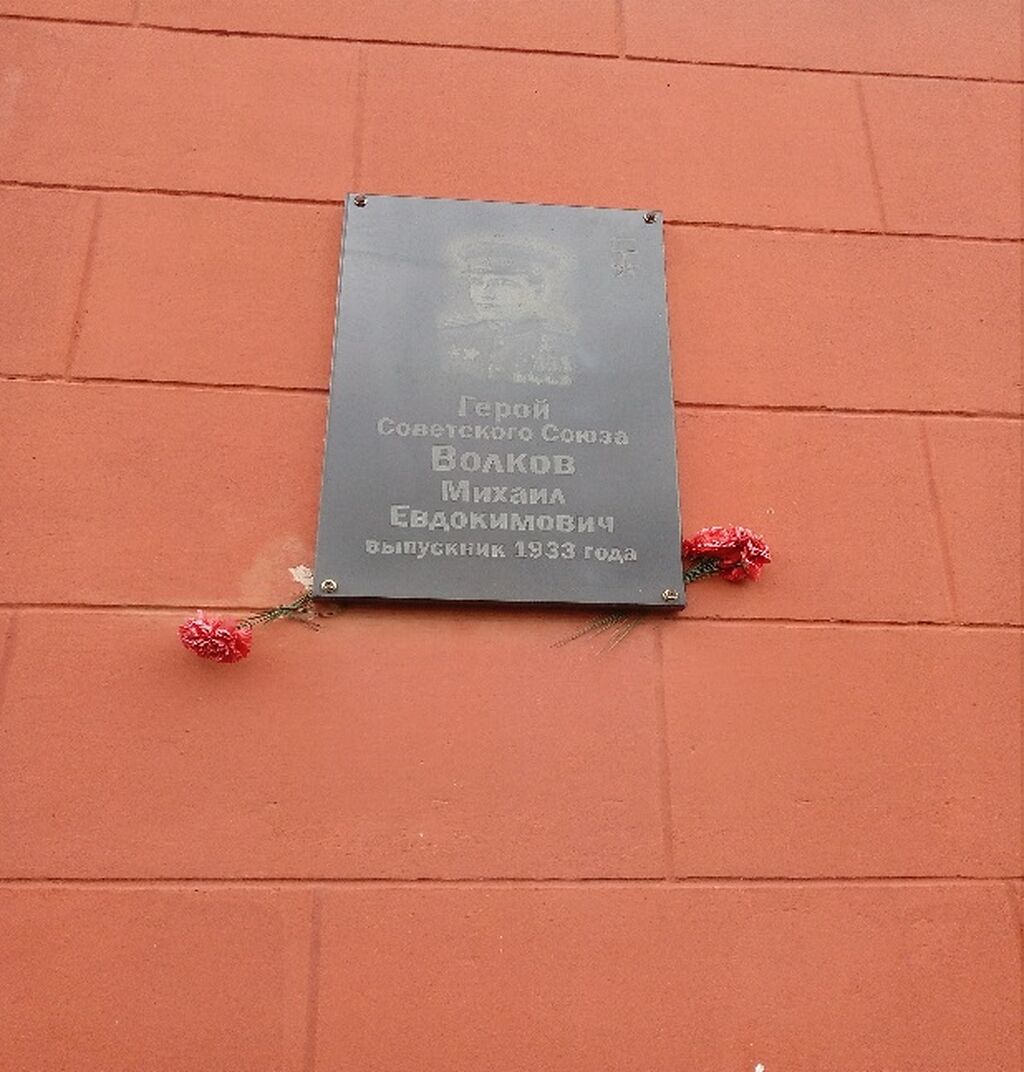 Герой
Советского Союза
Волков
Михаил
Евдокимович
выпускник 1933 года